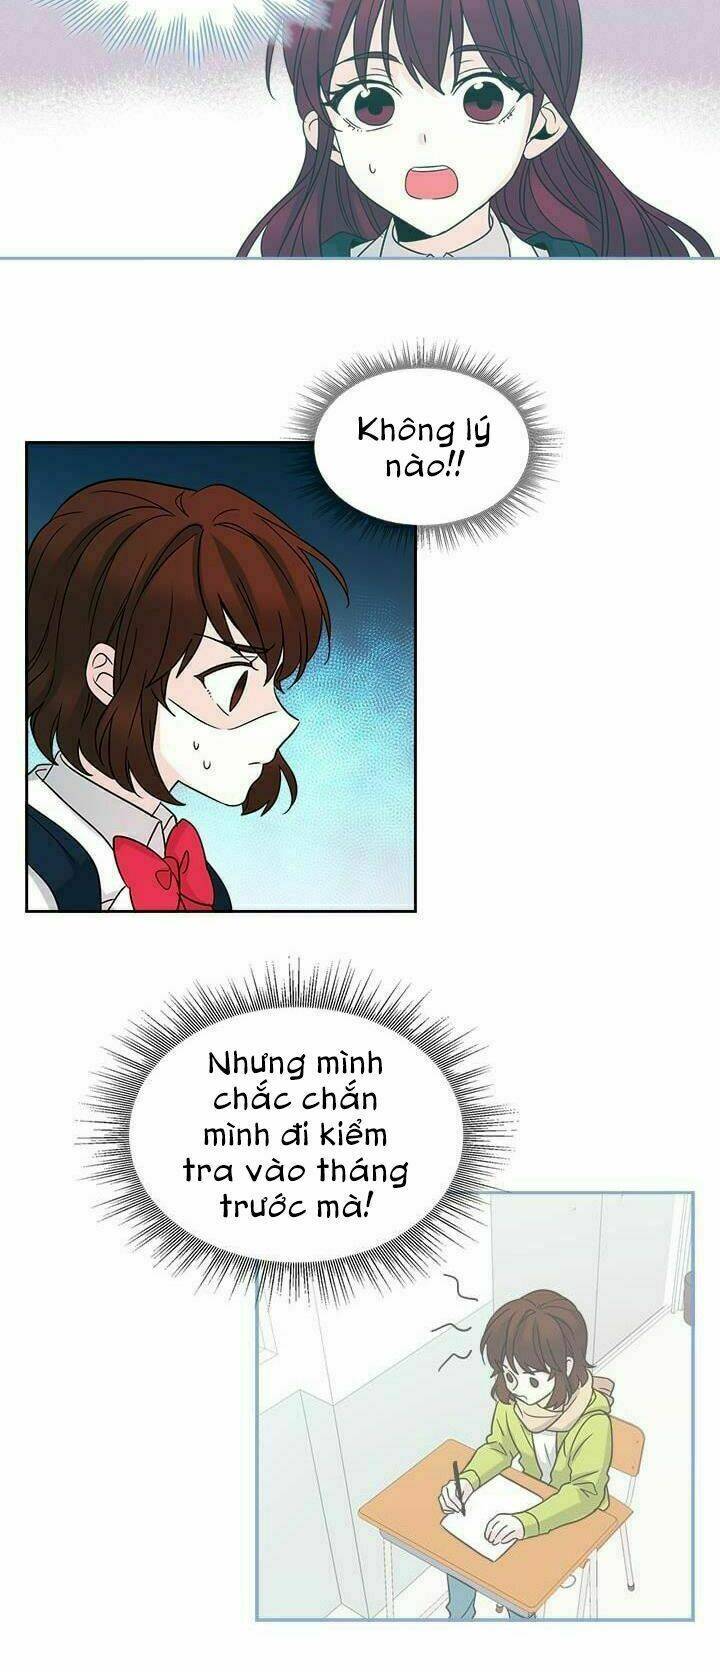 Không lý
nào!!
Nhưng mình
chắc chắn
mình đi kiểm
tra vào tháng
trước mà!